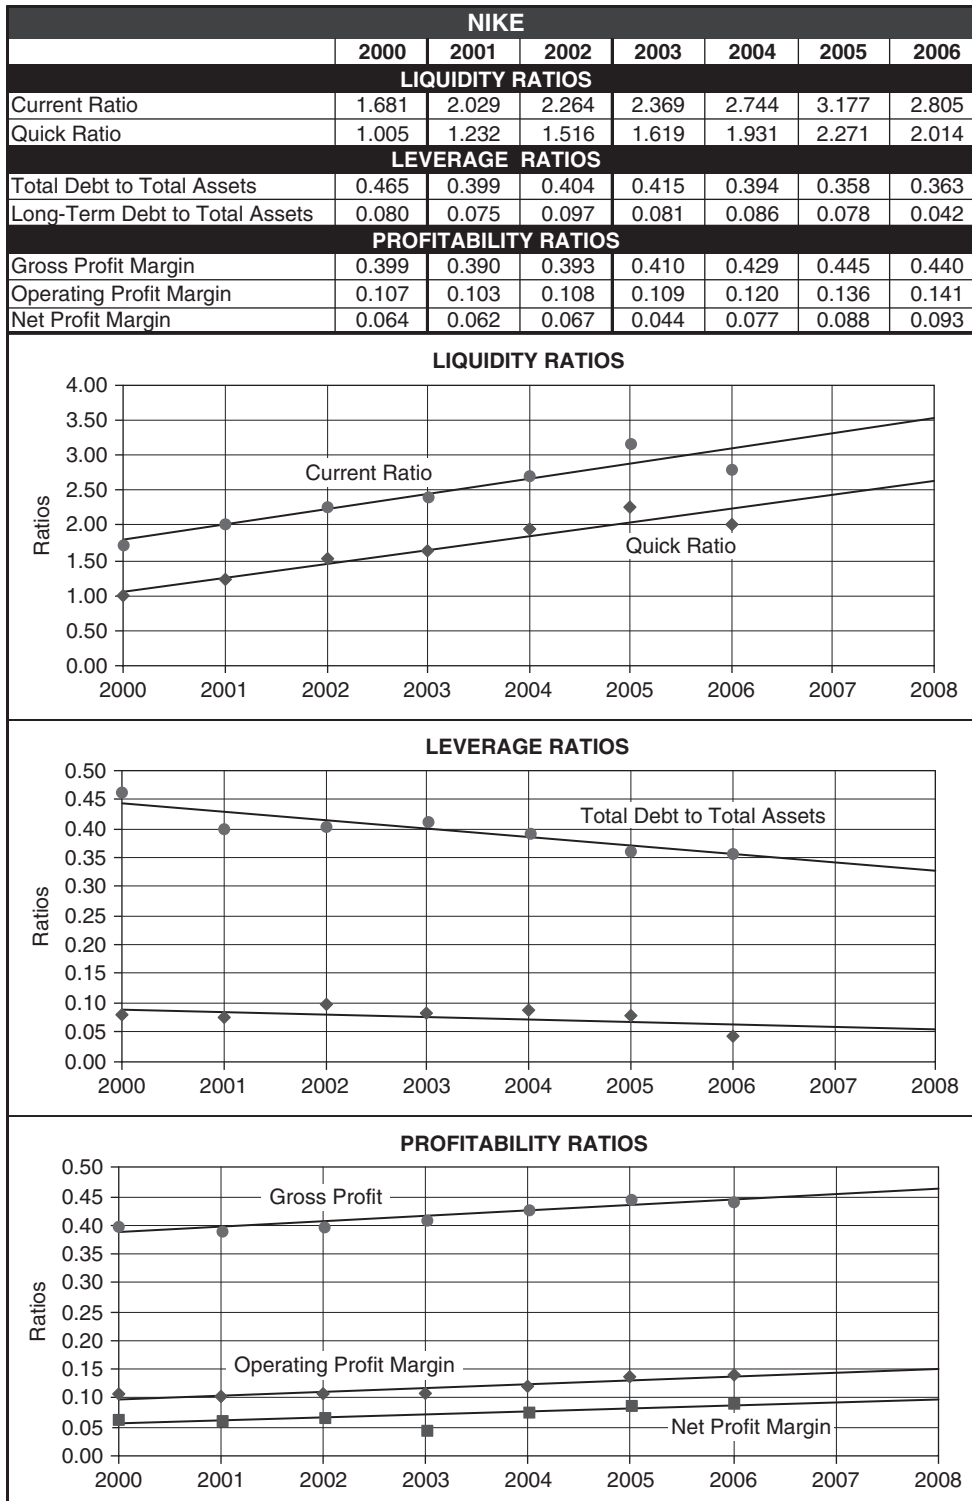 NIKE
2000 2001 2002 2003 2004 2005 2006
LIQUIDITY RATIOS
Current Ratio 1.681 2.029 2.264 2.369 2.744 3.177 2.805
Quick Ratio 1.005 1.232 1.516 1.619 1.931 2.271 2.014
LEVERAGE RATIOS
Total Debt to Total Assets 0.465 0.399 0.404 0.415 0.394 0.358 0.363
Long-Term Debt to Total Assets 0.080 0.075 0.097 0.081 0.086 0.078 0.042
PROFITABILITY RATIOS
Gross Profit Margin 0.399 0.390 0.393 0.410 0.429 0.445 0.440
Operating Profit Margin 0.107 0.103 0.108 0.109 0.120 0.136 0.141
Net Profit Margin 0.064 0.062 0.067 0.044 0.077 0.088 0.093
LIQUIDITY RATIOS
Ratios
4.00
3.50
3.00
2.50
2.00
1.50
1.00
0.50
0.00
Current Ratio
Quick Ratio
2000 2001 2002 2003 2004 2005 2006 2007 2008
LEVERAGE RATIOS
Ratios
0.50
0.45
0.40
0.35
0.30
0.25
0.20
0.15
0.10
0.05
0.00
Total Debt to Total Assets
2000 2001 2002 2003 2004 2005 2006 2007 2008
PROFITABILITY RATIOS
Ratios
0.50
0.45
0.40
0.35
0.30
0.25
0.20
0.15
0.10
0.05
0.00
Gross Profit
Operating Profit Margin
Net Profit Margin
2000 2001 2002 2003 2004 2005 2006 2007 2008